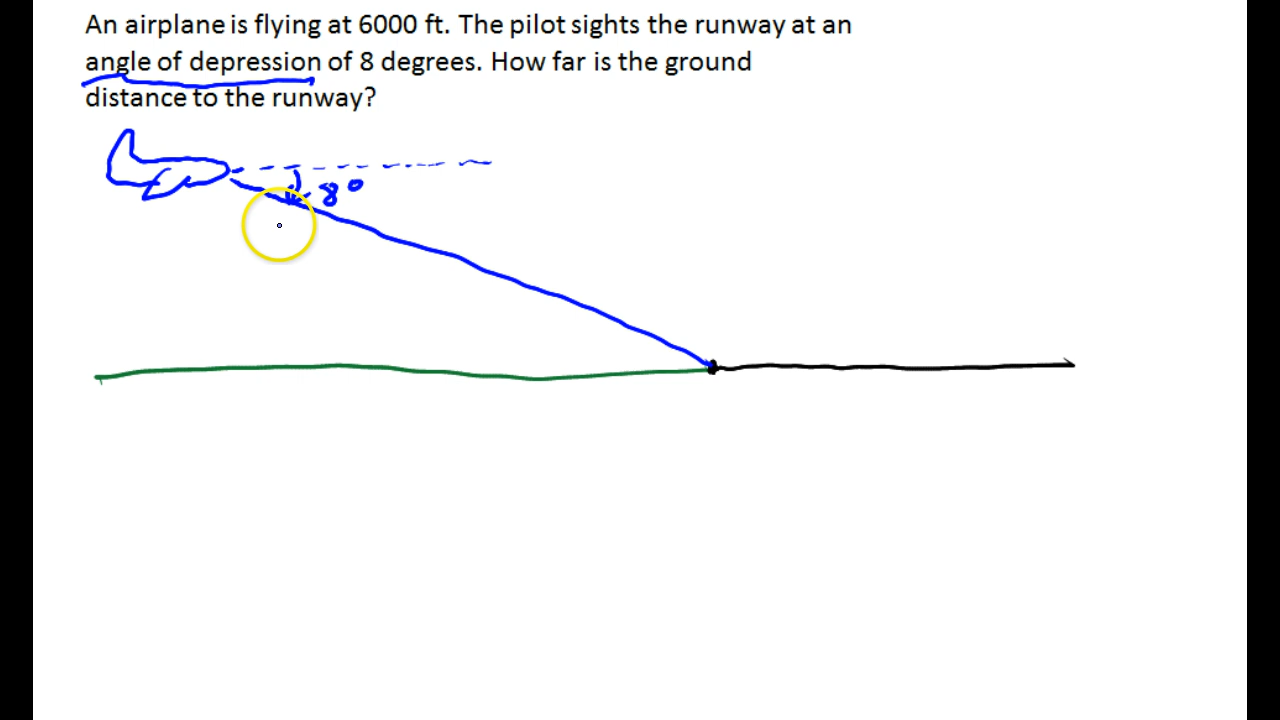 An airplane is flying at 6000 ft. The pilot sights the runway at an
angle of depression of 8 degrees. How far is the ground
distance to the runway?
8°